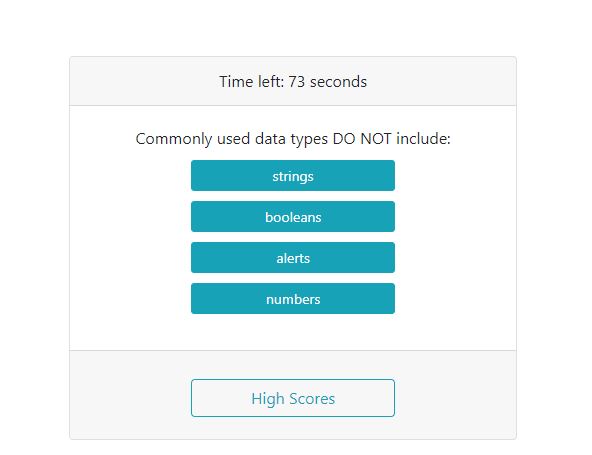 Time left: 73 seconds
Commonly used data types DO NOT include:
strings
booleans
alerts
numbers
High Scores